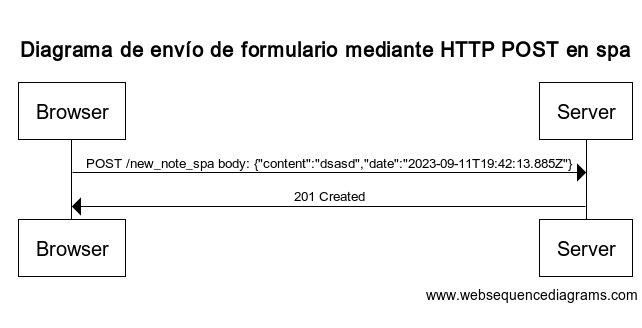 Diagrama de envío de formulario mediante HTTP POST en spa
Browser
Server
POST /new_note_spa body: {"content":"dsasd","date":"2023-09-11T19:42:13.885Z"}
201 Created
Browser
Server
www.websequencediagrams.com